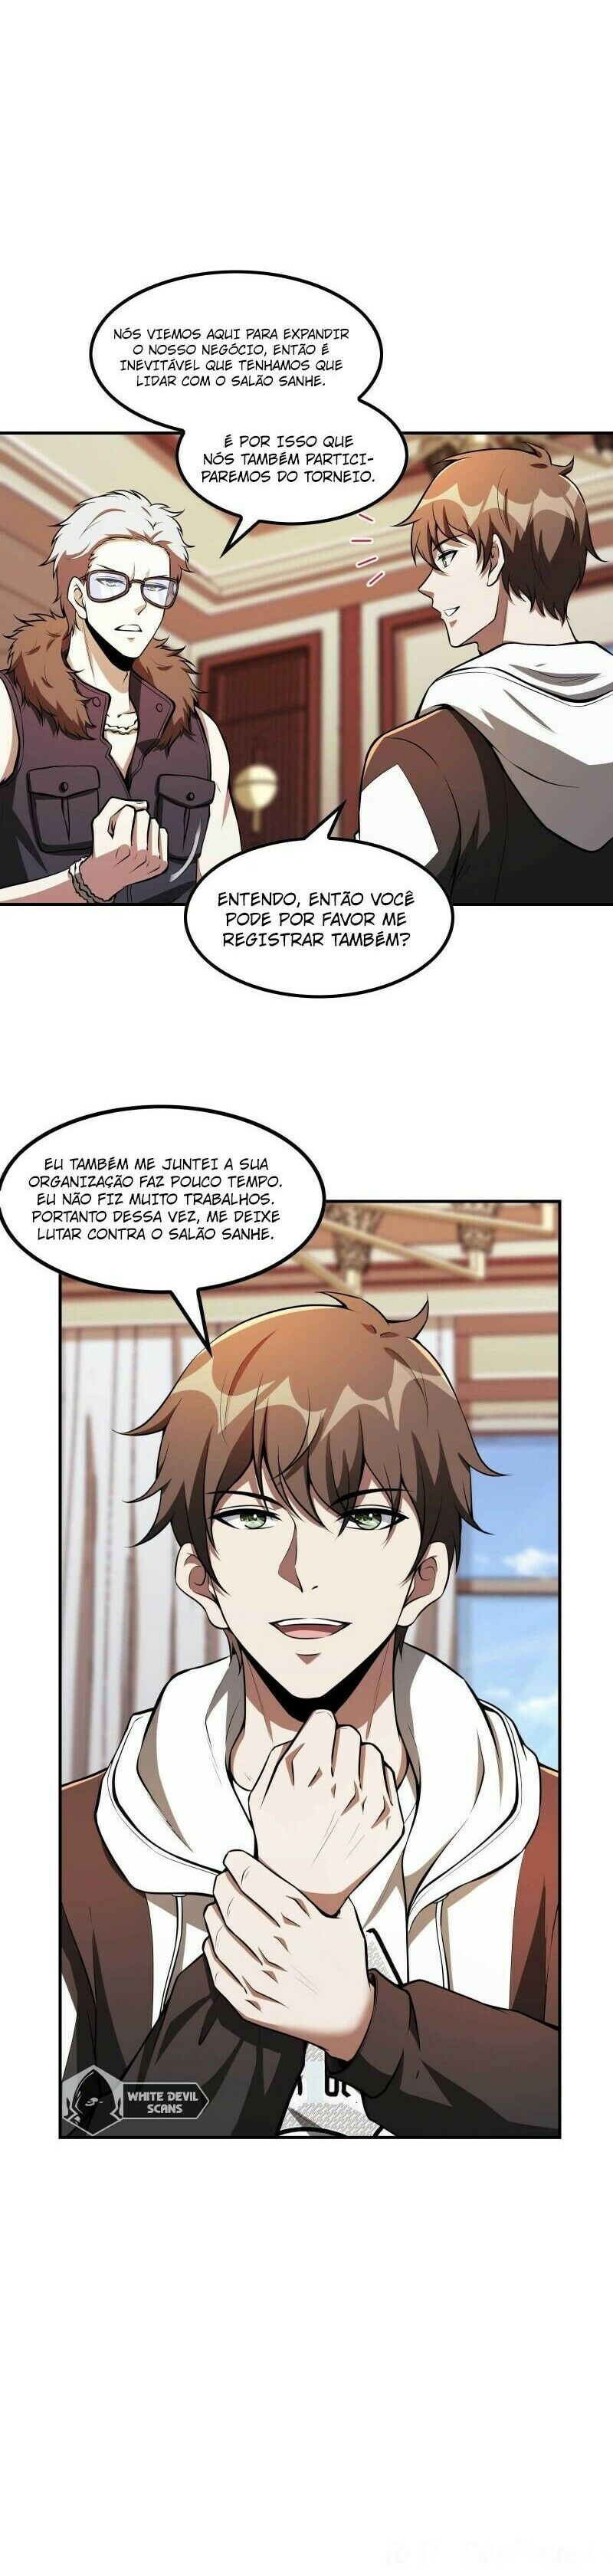 NÓS VIEMOS AQUI PARA EXPANDIR
O NOSSO NEGÓCIO, ENTÃO É
INEVITÁVEL QUE TENHAMOS QUE
LIDAR COM O SALÃO SANHE.
É POR ISSO QUE
NÓS TAMBÉM PARTICI-
PAREMOS DO TORNEIO.
ENTENDO, ENTÃO VOCÊ
PODE POR FAVOR ME
REGISTRAR TAMBÉM?
EU TAMBÉM ME JUNTEI A SUA
ORGANIZAÇÃO FAZ POUCO TEMPO.
EU NÃO FIZ MUITO TRABALHOS.
PORTANTO DESSA VEZ, ME DEIXE
LUTAR CONTRA O SALÃO SANHE.
WHITE DEVIL
SCANS